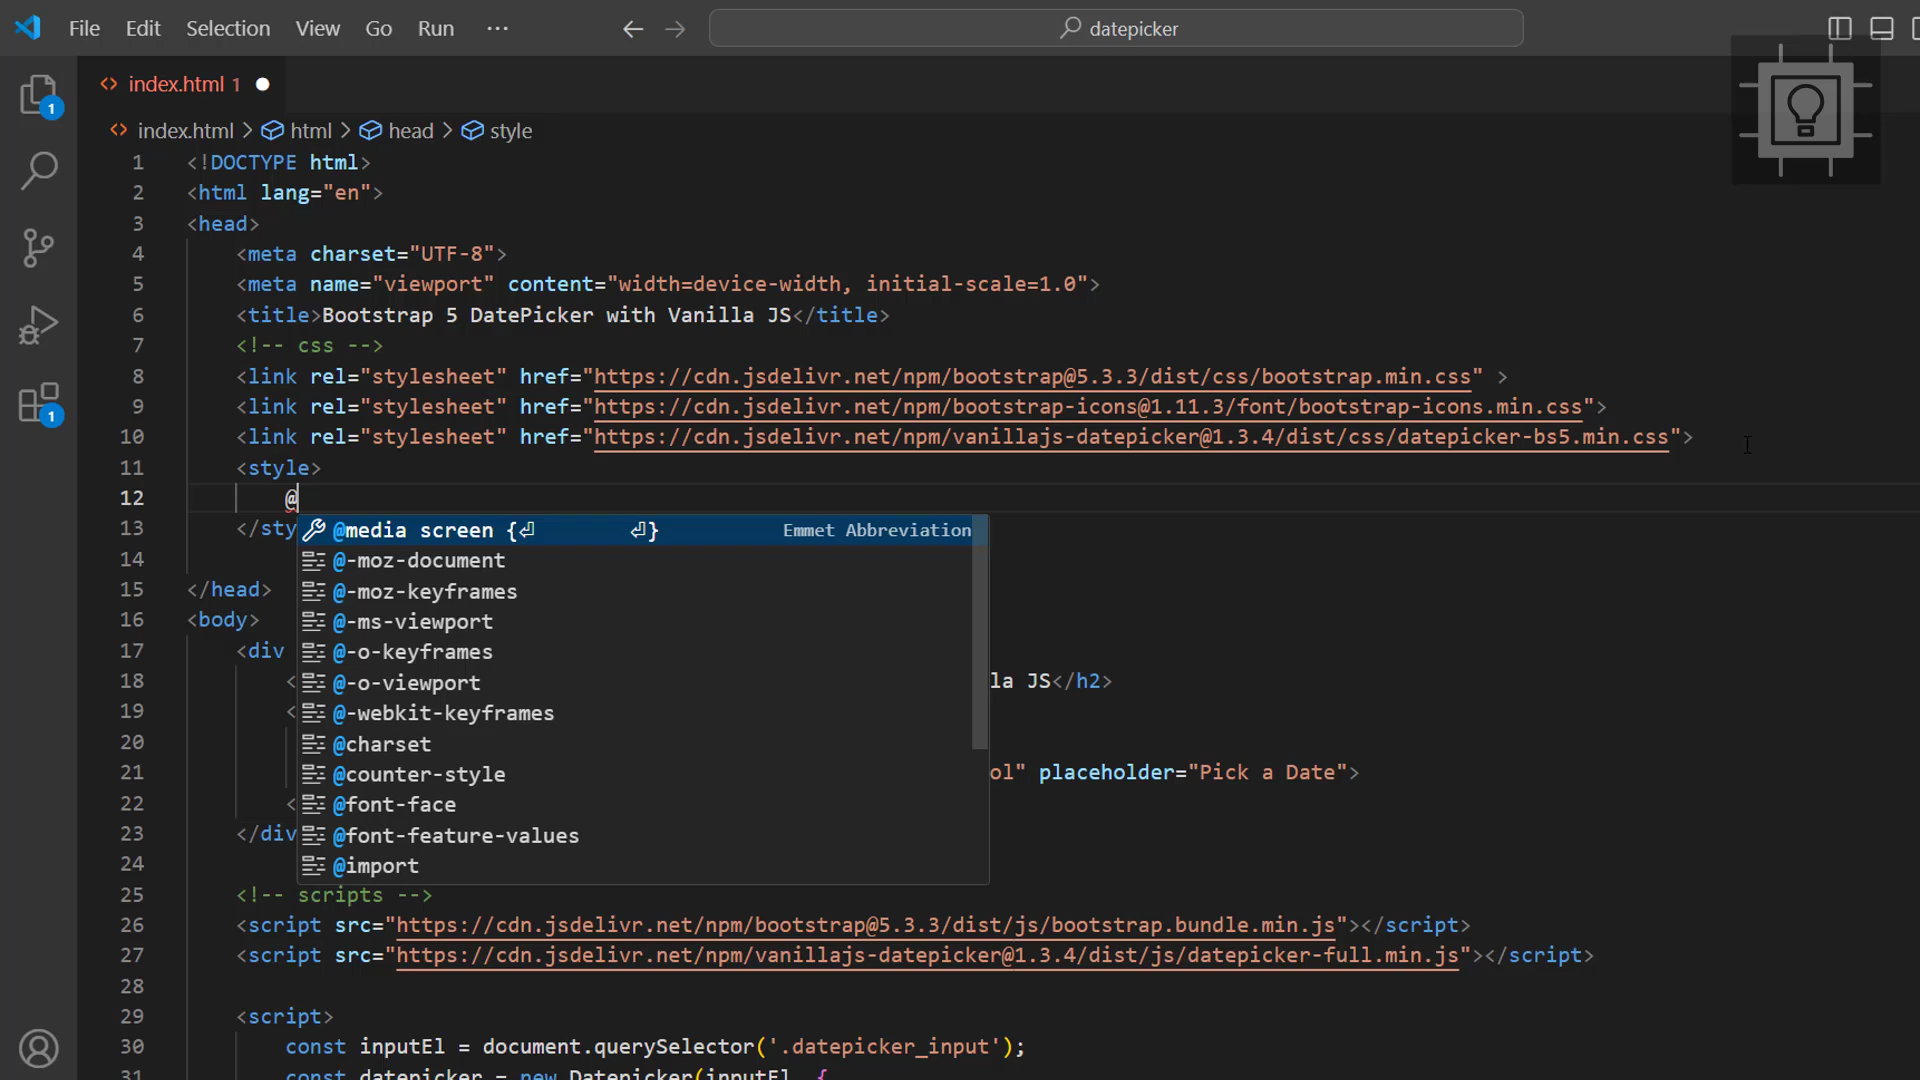 File Edit Selection View Go Run ··· datepicker
index.html 1
index.html > html > head > style
1 <!DOCTYPE html>
2 <html lang="en">
3 <head>
4 <meta charset="UTF-8">
5 <meta name="viewport" content="width=device-width, initial-scale=1.0">
6 <title>Bootstrap 5 DatePicker with Vanilla JS</title>
7 <!-- css -->
8 <link rel="stylesheet" href="https://cdn.jsdelivr.net/npm/bootstrap@5.3.3/dist/css/bootstrap.min.css" >
9 <link rel="stylesheet" href="https://cdn.jsdelivr.net/npm/bootstrap-icons@1.11.3/font/bootstrap-icons.min.css">
10 <link rel="stylesheet" href="https://cdn.jsdelivr.net/npm/vanillajs-datepicker@1.3.4/dist/css/datepicker-bs5.min.css">
11 <style>
12 @
13 </sty
@media screen {⏎ ⏎} Emmet Abbreviation
14
@-moz-document
15 </head>
@-moz-keyframes
16 <body>
@-ms-viewport
17 <div
@-o-keyframes
18 <
@-o-viewport
la JS</h2>
19 <
@-webkit-keyframes
20
@charset
21
@counter-style
ol" placeholder="Pick a Date">
22 <
@font-face
23 </div
@font-feature-values
24
@import
25 <!-- scripts -->
26 <script src="https://cdn.jsdelivr.net/npm/bootstrap@5.3.3/dist/js/bootstrap.bundle.min.js"></script>
27 <script src="https://cdn.jsdelivr.net/npm/vanillajs-datepicker@1.3.4/dist/js/datepicker-full.min.js"></script>
28
29 <script>
30 const inputEl = document.querySelector('.datepicker_input');
31 const datepicker = new Datepicker(inputEl, {
1
1